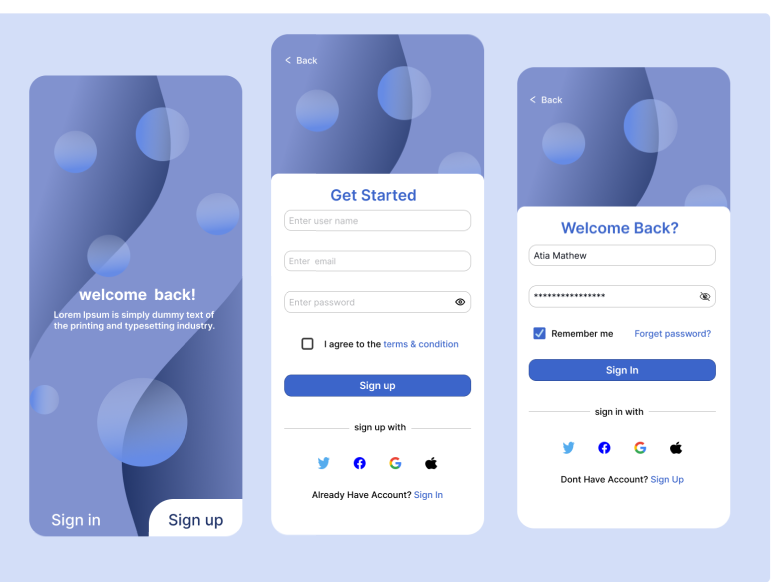 welcome back!
Lorem Ipsum is simply dummy text of
the printing and typesetting industry.
Sign in
Sign up
< Back
Get Started
Enter user name
Enter email
Enter password
I agree to the terms & condition
Sign up
sign up with
Already Have Account? Sign In
< Back
Welcome Back?
Atia Mathew
****************
Remember me
Forget password?
Sign In
sign in with
Dont Have Account? Sign Up